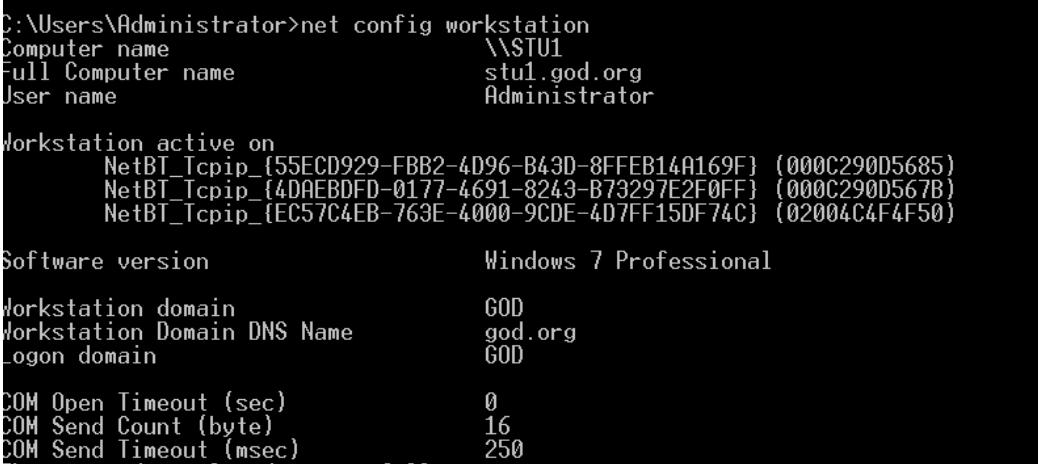 C:\Users\Administrator>net config workstation
Computer name                        \\STU1
Full Computer name                   stu1.god.org
User name                            Administrator
Workstation active on
        NetBT_Tcpip_{55ECD929-FBB2-4D96-B43D-8FFEB14A169F} (000C290D5685)
        NetBT_Tcpip_{4DAEBDFD-0177-4691-8243-B73297E2F0FF} (000C290D567B)
        NetBT_Tcpip_{EC57C4EB-763E-4000-9CDE-4D7FF15DF74C} (02004C4F4F50)
Software version                     Windows 7 Professional
Workstation domain                   GOD
Workstation Domain DNS Name          god.org
Logon domain                         GOD
COM Open Timeout (sec)               0
COM Send Count (byte)                16
COM Send Timeout (msec)              250